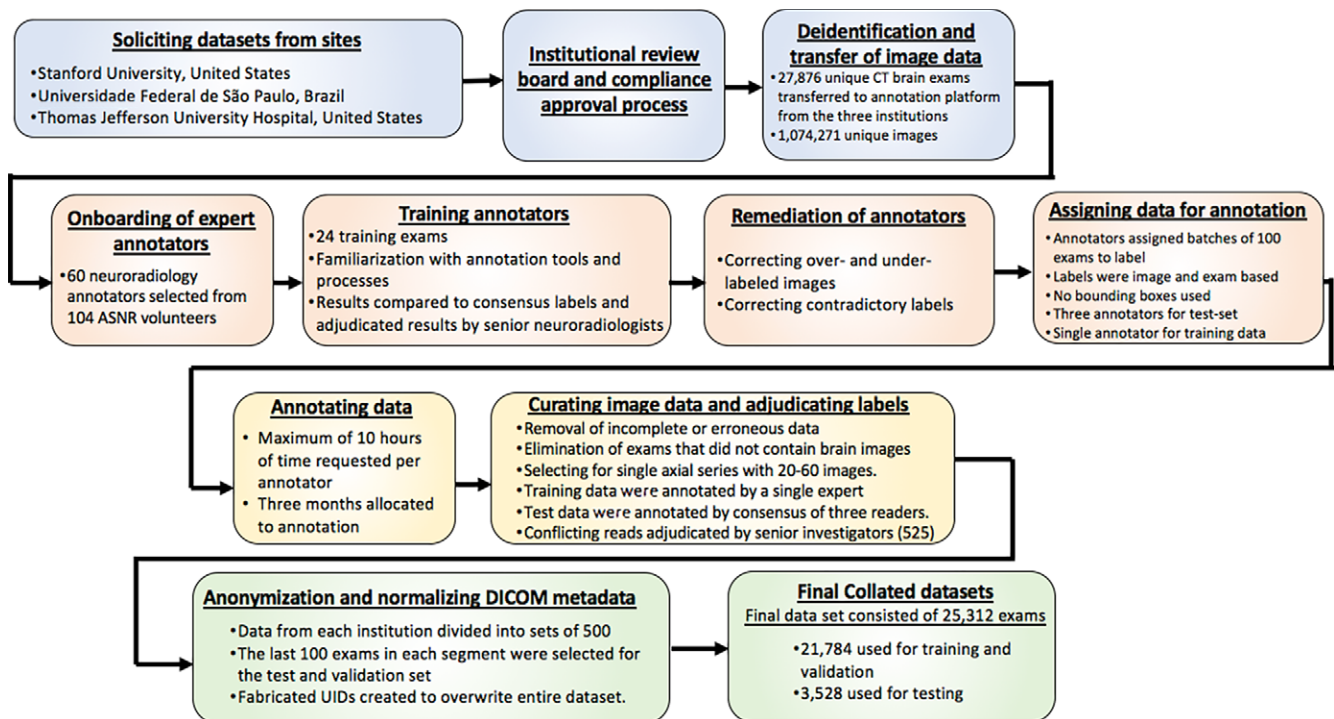 Soliciting datasets from sites
•Stanford University, United States
•Universidade Federal de São Paulo, Brazil
•Thomas Jefferson University Hospital, United States
Institutional review
board and compliance
approval process
Deidentification and
transfer of image data
•27,876 unique CT brain exams
transferred to annotation platform
from the three institutions
•1,074,271 unique images
Onboarding of expert
annotators
•60 neuroradiology
annotators selected from
104 ASNR volunteers
Training annotators
•24 training exams
•Familiarization with annotation tools and
processes
•Results compared to consensus labels and
adjudicated results by senior neuroradiologists
Remediation of annotators
•Correcting over- and under-
labeled images
•Correcting contradictory labels
Assigning data for annotation
•Annotators assigned batches of 100
exams to label
•Labels were image and exam based
•No bounding boxes used
•Three annotators for test-set
•Single annotator for training data
Annotating data
• Maximum of 10 hours
of time requested per
annotator
• Three months allocated
to annotation
Curating image data and adjudicating labels
•Removal of incomplete or erroneous data
•Elimination of exams that did not contain brain images
•Selecting for single axial series with 20-60 images.
•Training data were annotated by a single expert
•Test data were annotated by consensus of three readers.
•Conflicting reads adjudicated by senior investigators (525)
Anonymization and normalizing DICOM metadata
•Data from each institution divided into sets of 500
•The last 100 exams in each segment were selected for
the test and validation set
•Fabricated UIDs created to overwrite entire dataset.
Final Collated datasets
Final data set consisted of 25,312 exams
•21,784 used for training and
validation
•3,528 used for testing